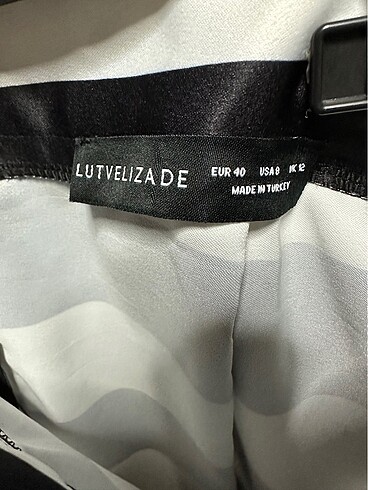 LUTVELIZADE
EUR 40 USA 8 UK 12
MADE IN TURKEY